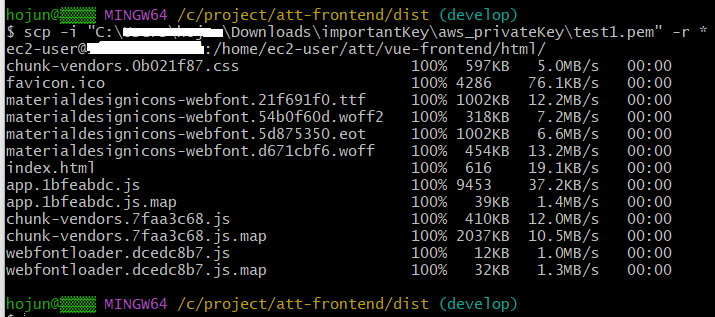 hojun@▒▒▒▒ MINGW64 /c/project/att-frontend/dist (develop)
$ scp -i "C:\Users\hojun\Downloads\importantKey\aws_privateKey\test1.pem" -r *
ec2-user@ :/home/ec2-user/att/vue-frontend/html/
chunk-vendors.0b021f87.css 100% 597KB 5.0MB/s 00:00
favicon.ico 100% 4286 76.1KB/s 00:00
materialdesignicons-webfont.21f691f0.ttf 100% 1002KB 12.2MB/s 00:00
materialdesignicons-webfont.54b0f60d.woff2 100% 318KB 7.2MB/s 00:00
materialdesignicons-webfont.5d875350.eot 100% 1002KB 6.6MB/s 00:00
materialdesignicons-webfont.d671cbf6.woff 100% 454KB 13.2MB/s 00:00
index.html 100% 616 19.1KB/s 00:00
app.1bfeabdc.js 100% 9453 37.2KB/s 00:00
app.1bfeabdc.js.map 100% 39KB 1.4MB/s 00:00
chunk-vendors.7faa3c68.js 100% 410KB 12.0MB/s 00:00
chunk-vendors.7faa3c68.js.map 100% 2037KB 10.5MB/s 00:00
webfontloader.dcedc8b7.js 100% 12KB 1.0MB/s 00:00
webfontloader.dcedc8b7.js.map 100% 32KB 1.3MB/s 00:00
hojun@▒▒▒▒ MINGW64 /c/project/att-frontend/dist (develop)
$